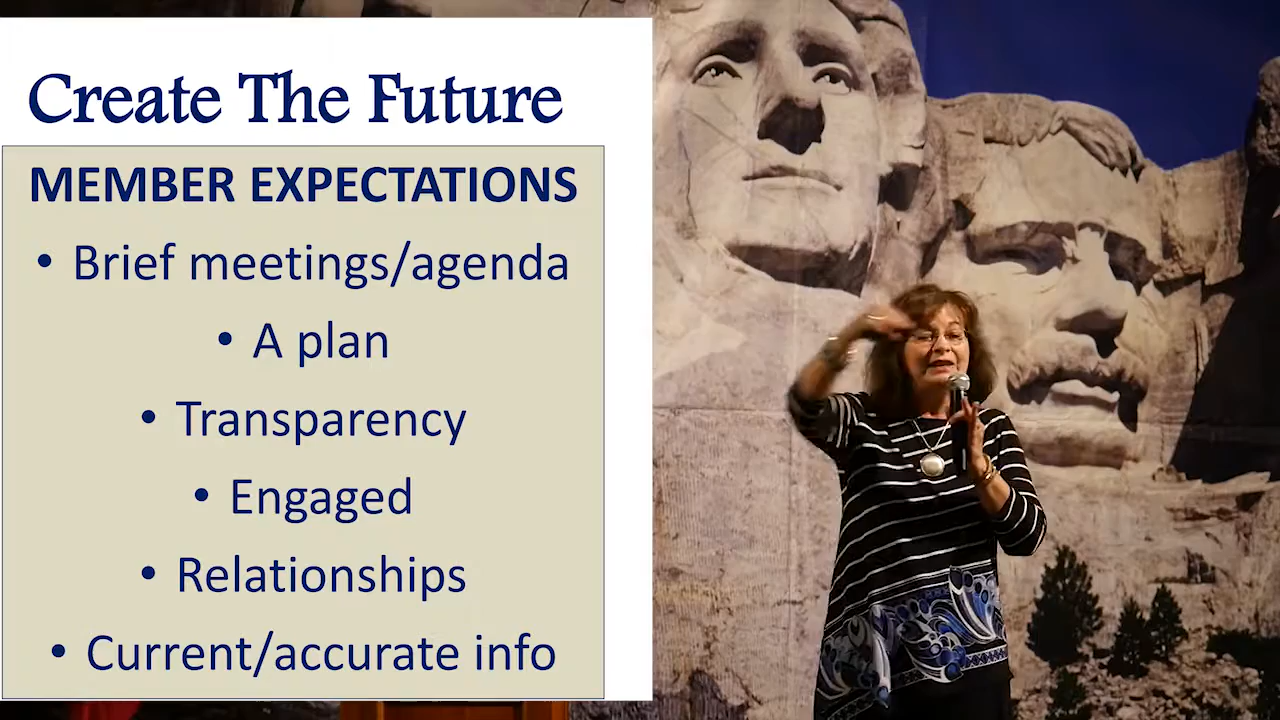 Create The Future
MEMBER EXPECTATIONS
• Brief meetings/agenda
• A plan
• Transparency
• Engaged
• Relationships
• Current/accurate info